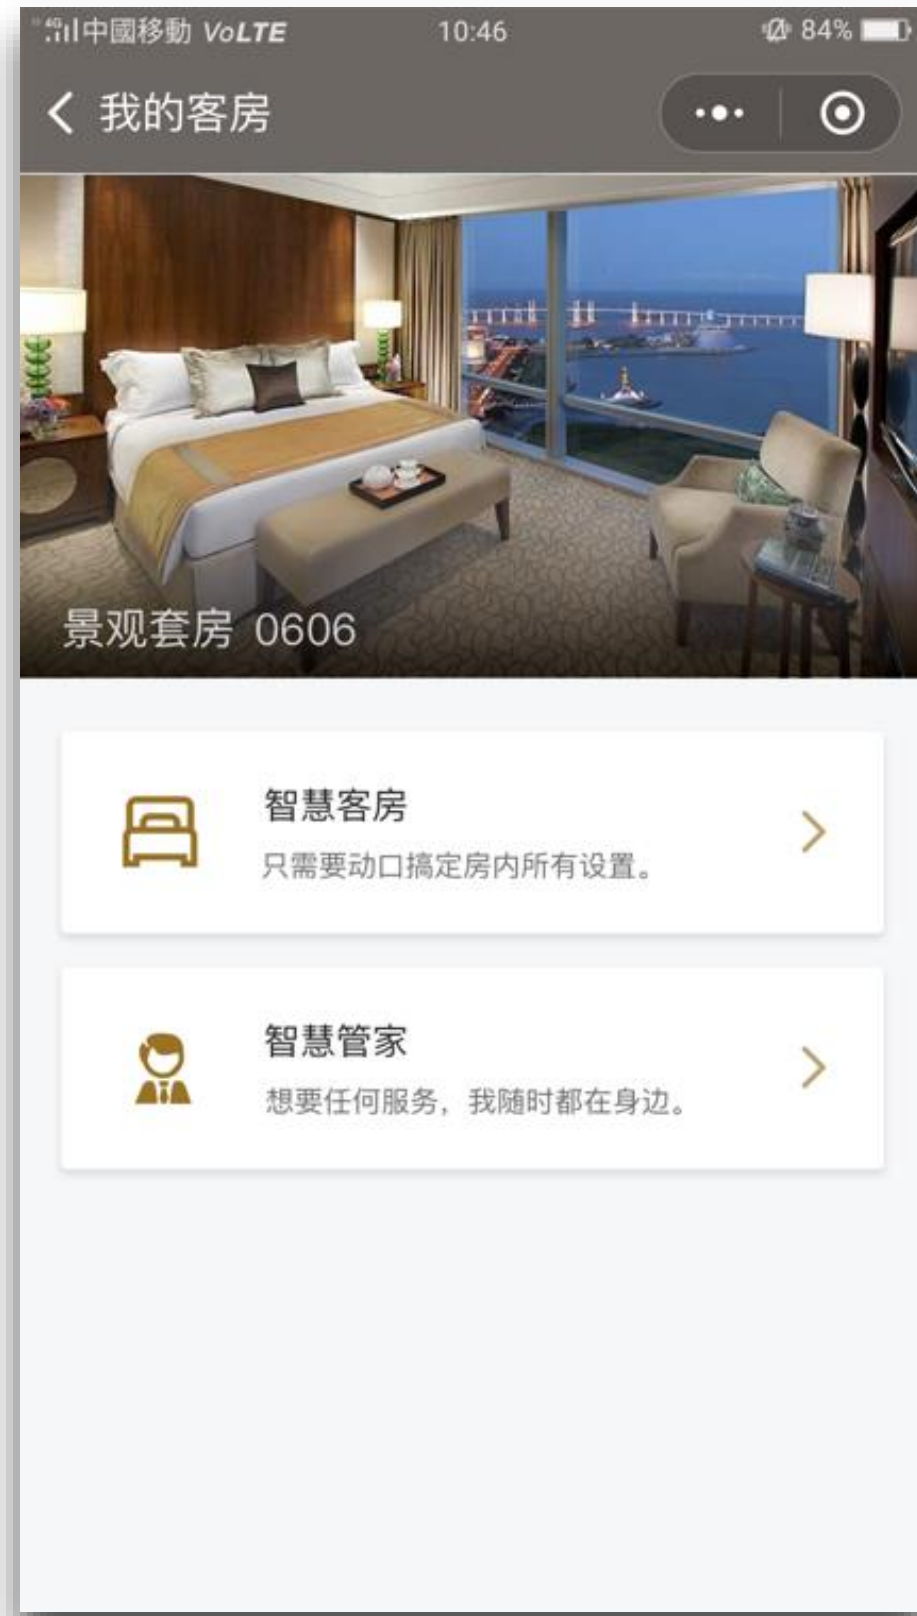 4G 中國移動 VoLTE 10:46 84%
我的客房
景观套房 0606
智慧客房
只需要动口搞定房内所有设置。
智慧管家
想要任何服务，我随时都在身边。